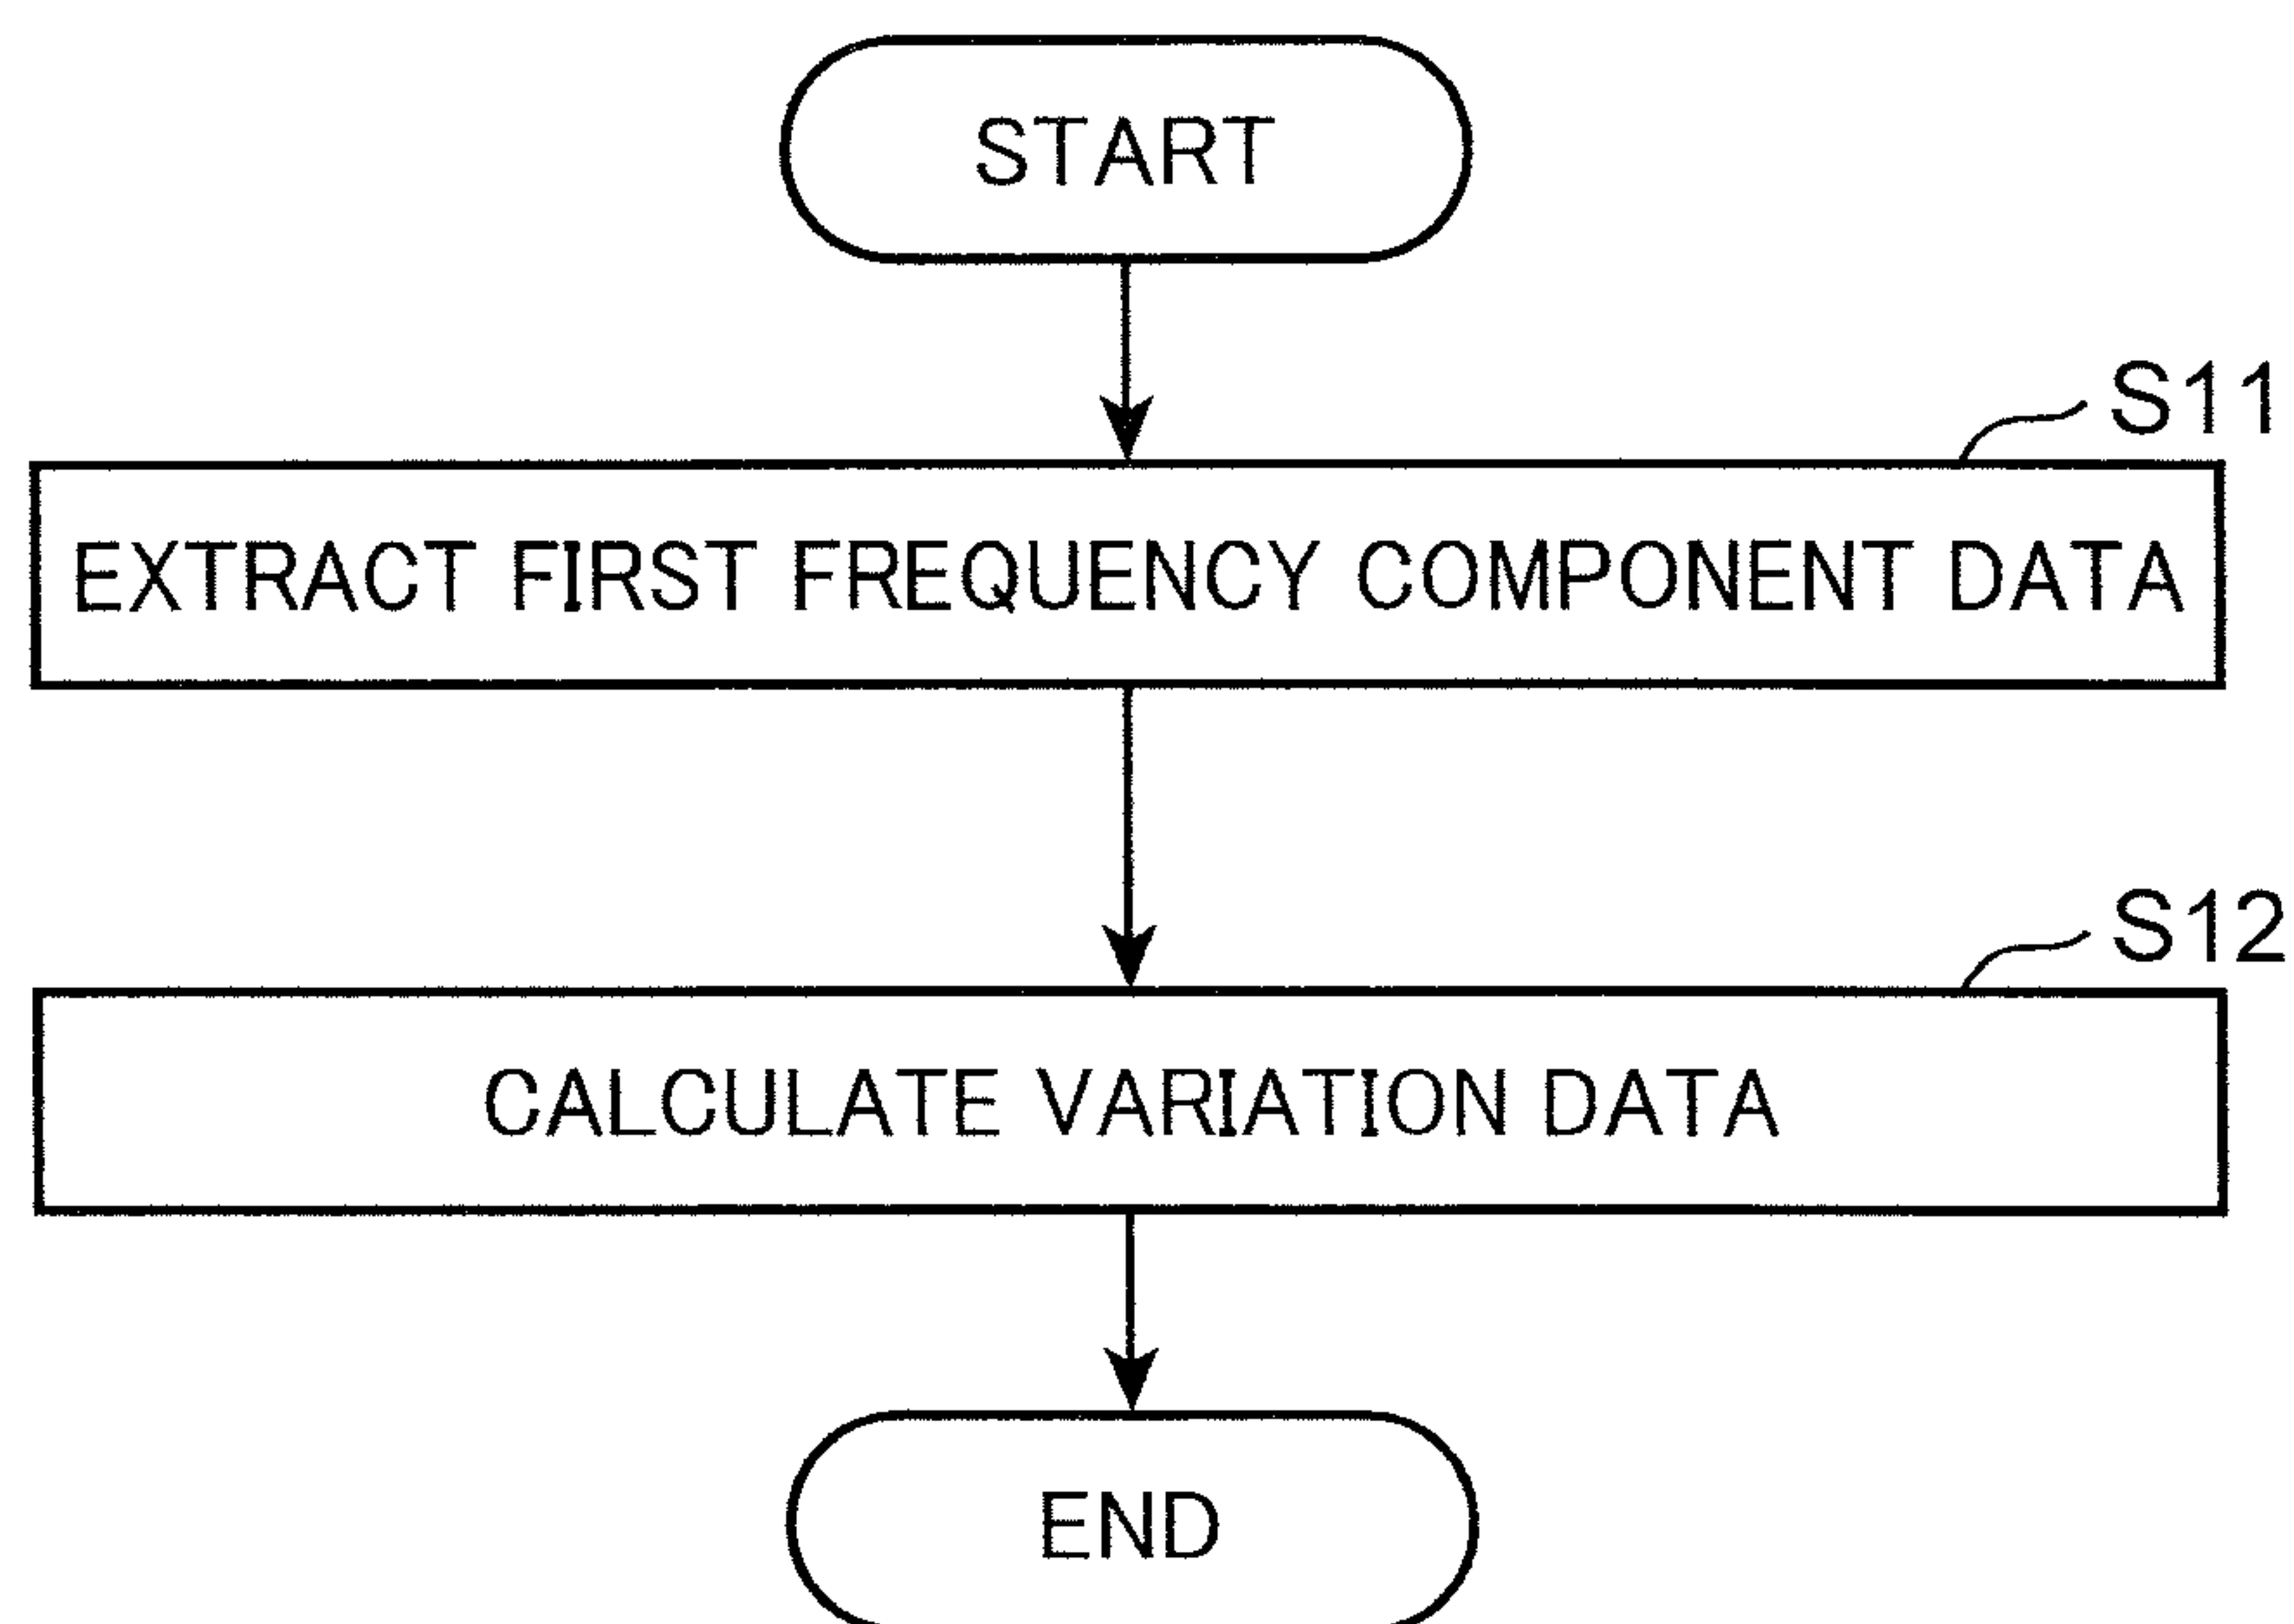 START
S11
EXTRACT FIRST FREQUENCY COMPONENT DATA
S12
CALCULATE VARIATION DATA
END